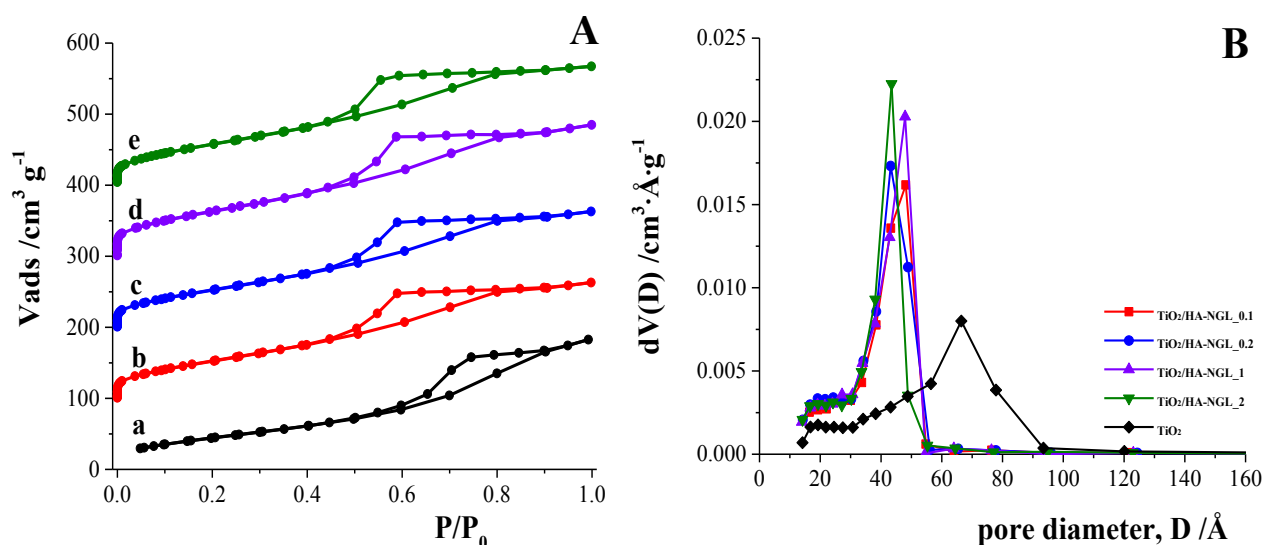 A
Vads /cm³ g⁻¹
600
500
400
300
200
100
0
e
d
c
b
a
0.0 0.2 0.4 0.6 0.8 1.0
P/P₀
B
dV(D) /cm³·Å·g⁻¹
0.025
0.020
0.015
0.010
0.005
0.000
TiO₂/HA-NGL_0.1
TiO₂/HA-NGL_0.2
TiO₂/HA-NGL_1
TiO₂/HA-NGL_2
TiO₂
0 20 40 60 80 100 120 140 160
pore diameter, D /Å